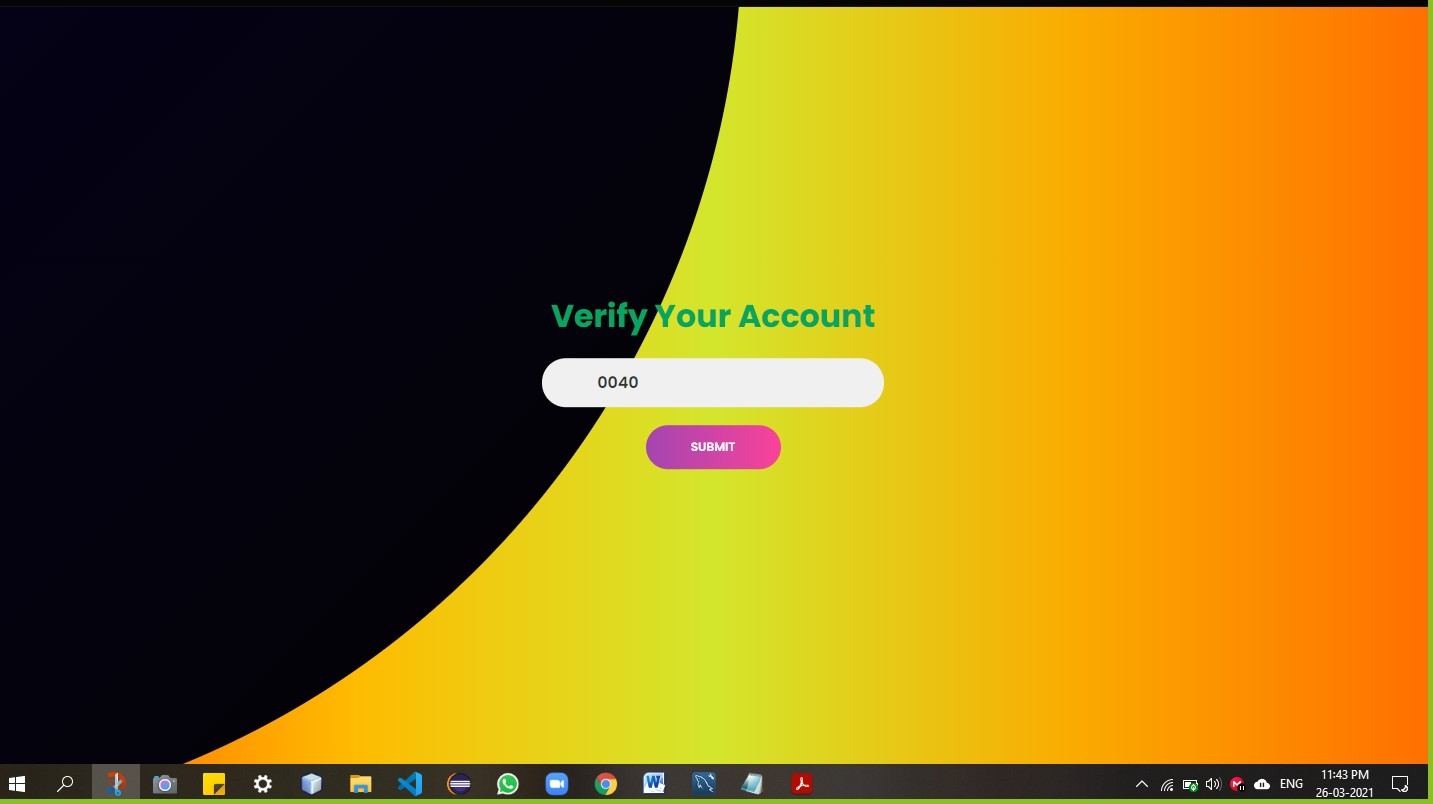 Verify Your Account
0040
SUBMIT
ENG
11:43 PM
26-03-2021